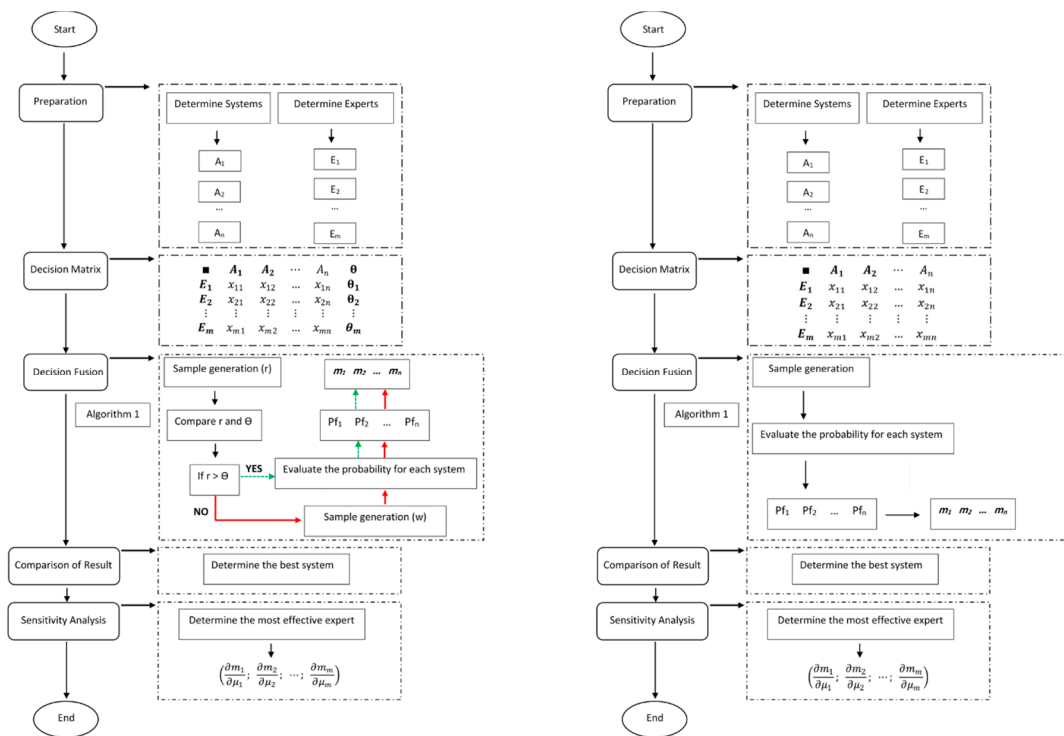 Start
Preparation
Determine Systems
Determine Experts
A₁
E₁
A₂
E₂
...
...
Aₙ
Eₘ
Decision Matrix
■ A₁ A₂ ⋯ Aₙ θ
E₁ x₁₁ x₁₂ … x₁ₙ θ₁
E₂ x₂₁ x₂₂ … x₂ₙ θ₂
⋮ ⋮ ⋮ ⋮ ⋮
Eₘ xₘ₁ xₘ₂ … xₘₙ θₘ
Decision Fusion
Sample generation (r)
m₁ m₂ ... mₙ
Algorithm 1
Compare r and Θ
Pf₁ Pf₂ ... Pfₙ
If r > Θ
YES
Evaluate the probability for each system
NO
Sample generation (w)
Comparison of Result
Determine the best system
Sensitivity Analysis
Determine the most effective expert
(∂m₁/∂μ₁; ∂m₂/∂μ₂; ⋯; ∂mₘ/∂μₘ)
End
Start
Preparation
Determine Systems
Determine Experts
A₁
E₁
A₂
E₂
...
...
Aₙ
Eₘ
Decision Matrix
■ A₁ A₂ ⋯ Aₙ
E₁ x₁₁ x₁₂ … x₁ₙ
E₂ x₂₁ x₂₂ … x₂ₙ
⋮ ⋮ ⋮ ⋮
Eₘ xₘ₁ xₘ₂ … xₘₙ
Decision Fusion
Sample generation
Algorithm 1
Evaluate the probability for each system
Pf₁ Pf₂ ... Pfₙ
m₁ m₂ ... mₙ
Comparison of Result
Determine the best system
Sensitivity Analysis
Determine the most effective expert
(∂m₁/∂μ₁; ∂m₂/∂μ₂; ⋯; ∂mₘ/∂μₘ)
End